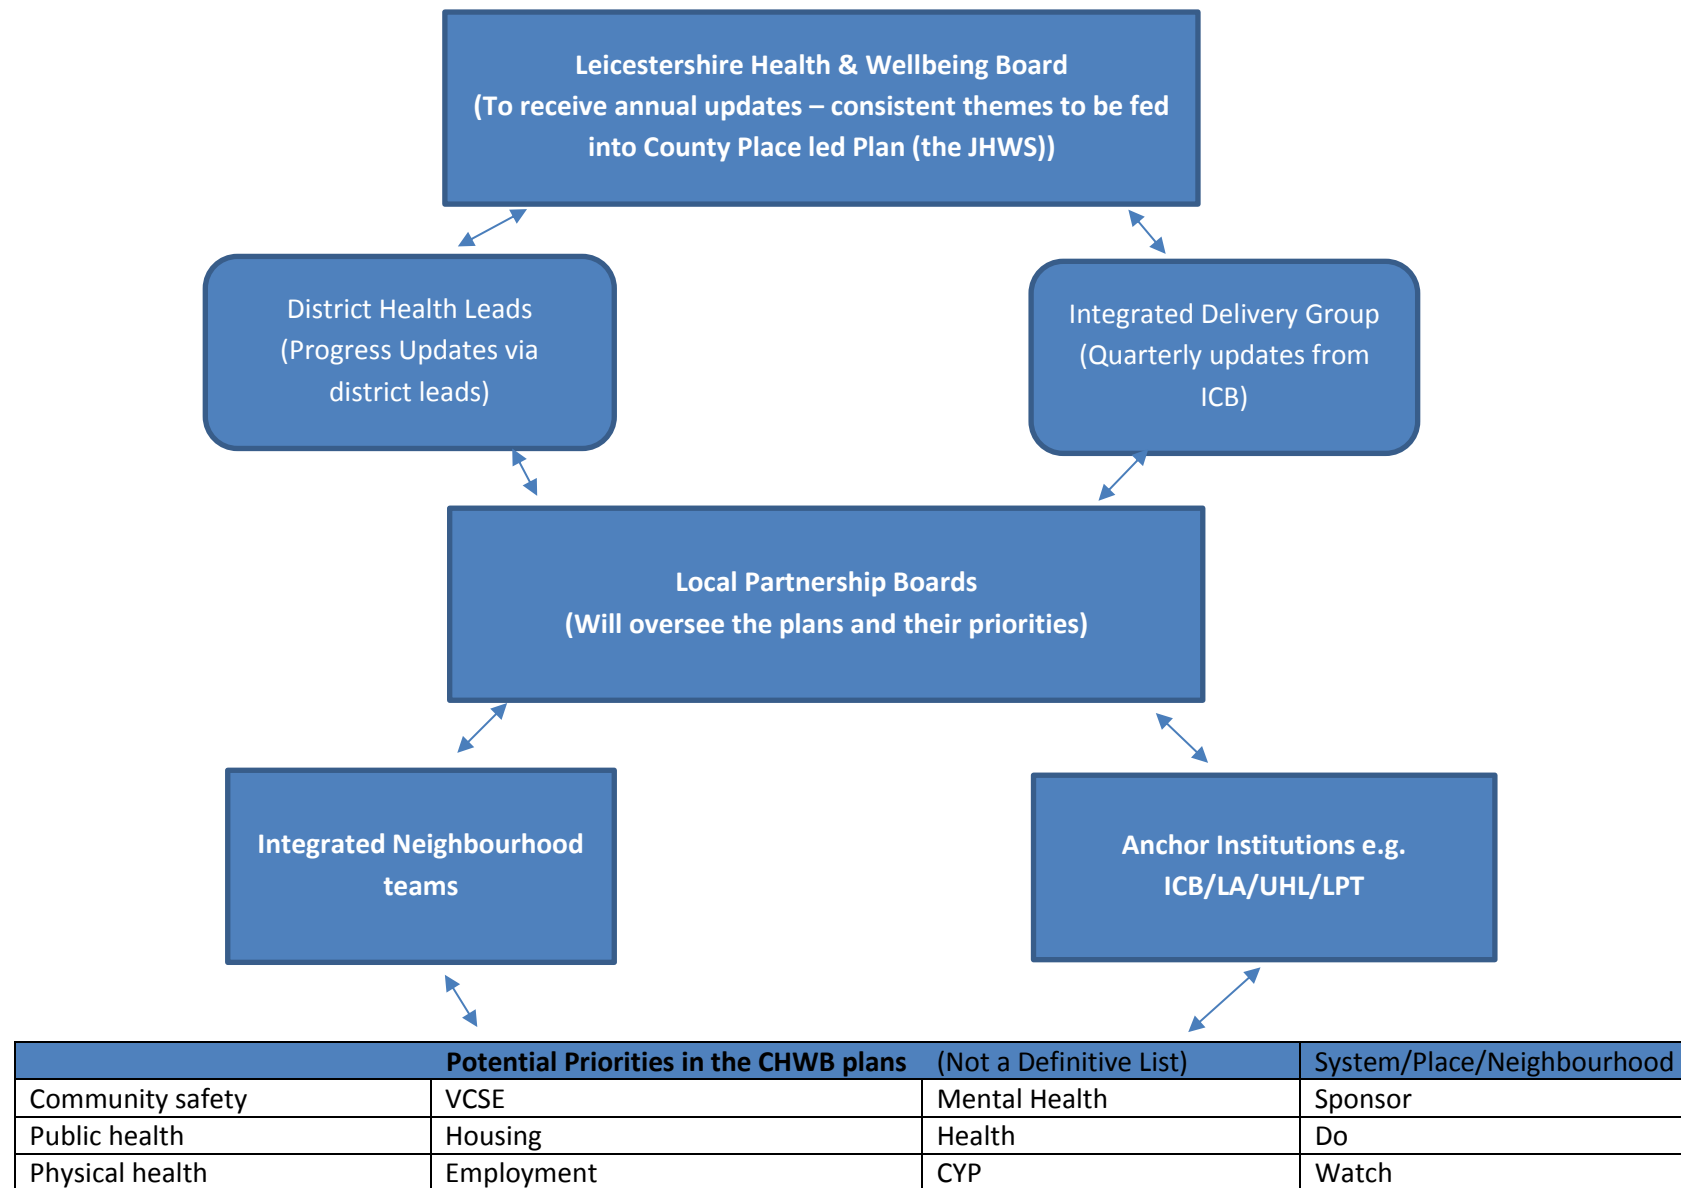 Leicestershire Health & Wellbeing Board
(To receive annual updates – consistent themes to be fed
into County Place led Plan (the JHWS))
District Health Leads
(Progress Updates via
district leads)
Integrated Delivery Group
(Quarterly updates from
ICB)
Local Partnership Boards
(Will oversee the plans and their priorities)
Integrated Neighbourhood
teams
Anchor Institutions e.g.
ICB/LA/UHL/LPT
Potential Priorities in the CHWB plans (Not a Definitive List) System/Place/Neighbourhood
Community safety VCSE Mental Health Sponsor
Public health Housing Health Do
Physical health Employment CYP Watch